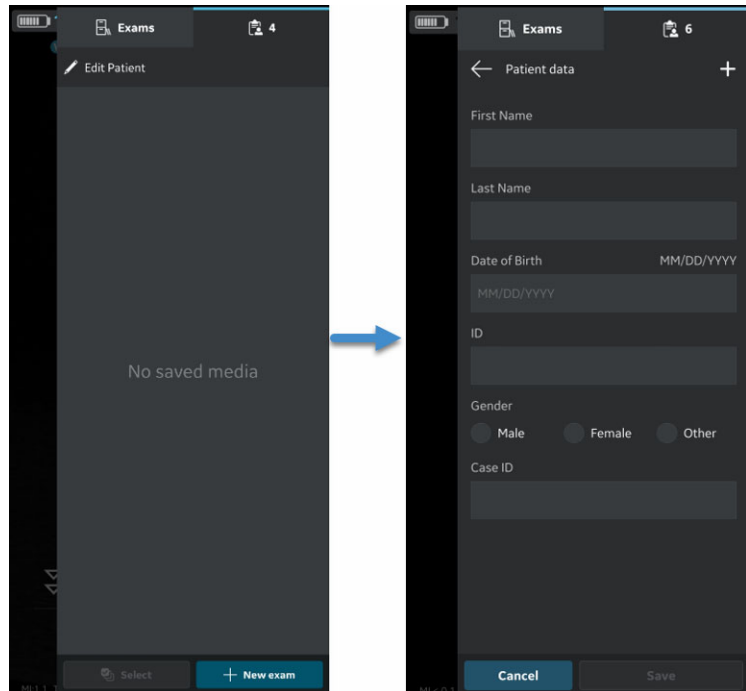 Exams
4
Edit Patient
No saved media
Select
New exam
Exams
6
Patient data
First Name
Last Name
Date of Birth MM/DD/YYYY
MM/DD/YYYY
ID
Gender
Male Female Other
Case ID
Cancel Save